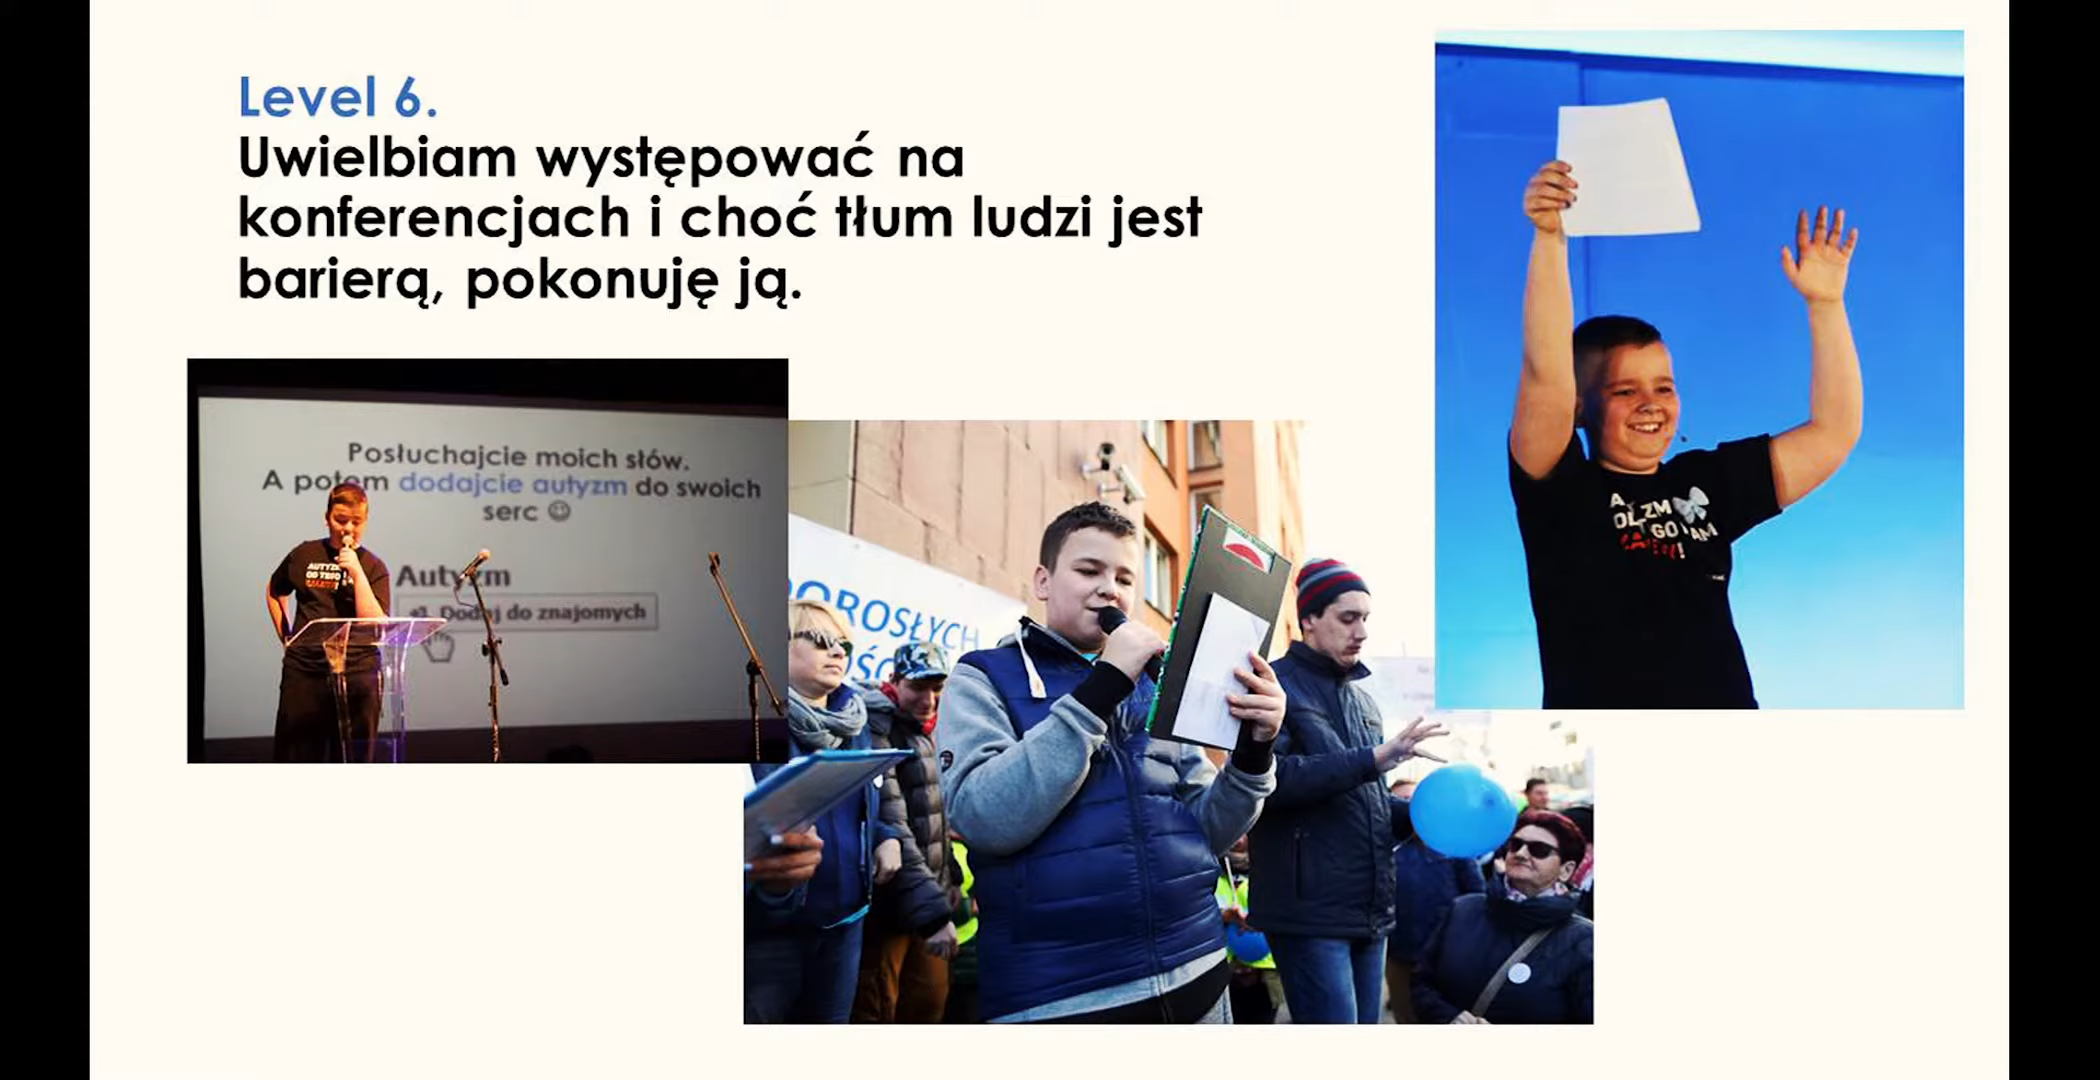 Level 6.
Uwielbiam występować na
konferencjach i choć tłum ludzi jest
barierą, pokonuję ją.
Posłuchajcie moich słów.
A potem dodajcie autyzm do swoich
serc ☺
Autyzm
Dodaj do znajomych
DOROSŁYCH